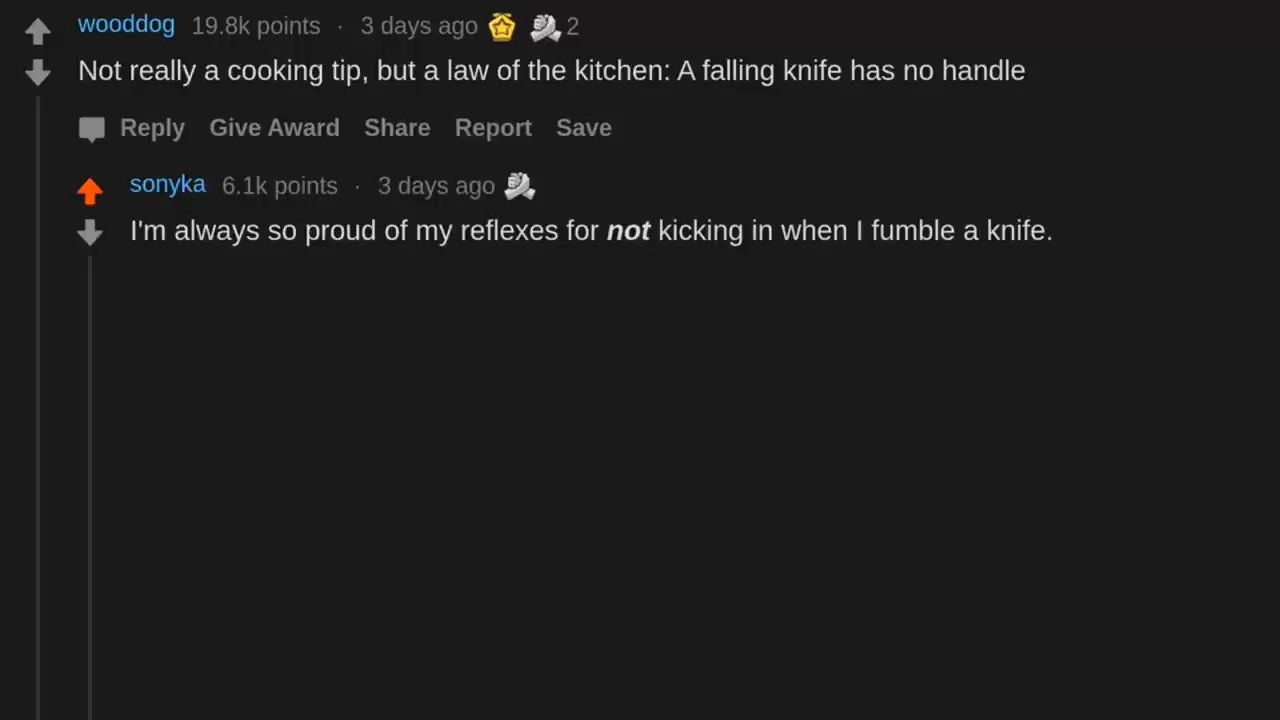 wooddog 19.8k points · 3 days ago 2
Not really a cooking tip, but a law of the kitchen: A falling knife has no handle
Reply Give Award Share Report Save
sonyka 6.1k points · 3 days ago
I'm always so proud of my reflexes for not kicking in when I fumble a knife.